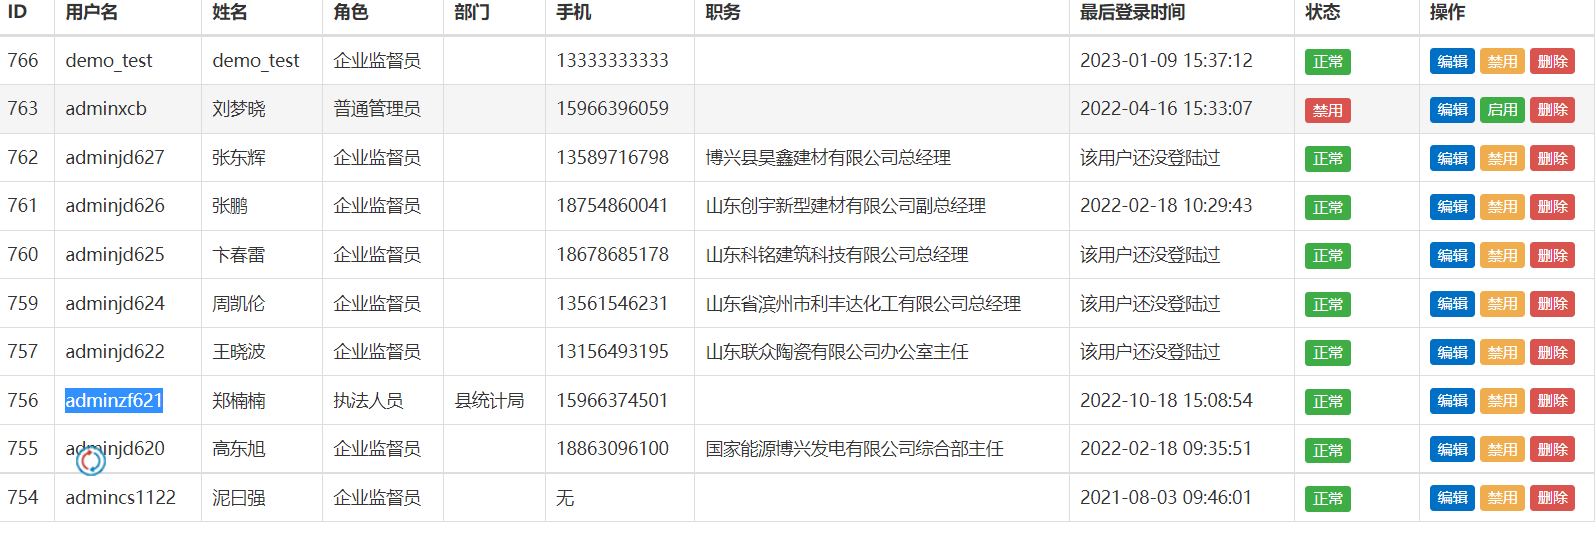 ID 用户名 姓名 角色 部门 手机 职务 最后登录时间 状态 操作
766 demo_test demo_test 企业监督员 13333333333 2023-01-09 15:37:12 正常 编辑 禁用 删除
763 adminxcb 刘梦晓 普通管理员 15966396059 2022-04-16 15:33:07 禁用 编辑 启用 删除
762 adminjd627 张东辉 企业监督员 13589716798 博兴县昊鑫建材有限公司总经理 该用户还没登陆过 正常 编辑 禁用 删除
761 adminjd626 张鹏 企业监督员 18754860041 山东创宇新型建材有限公司副总经理 2022-02-18 10:29:43 正常 编辑 禁用 删除
760 adminjd625 卞春雷 企业监督员 18678685178 山东科铭建筑科技有限公司总经理 该用户还没登陆过 正常 编辑 禁用 删除
759 adminjd624 周凯伦 企业监督员 13561546231 山东省滨州市利丰达化工有限公司总经理 该用户还没登陆过 正常 编辑 禁用 删除
757 adminjd622 王晓波 企业监督员 13156493195 山东联众陶瓷有限公司办公室主任 该用户还没登陆过 正常 编辑 禁用 删除
756 adminzf621 郑楠楠 执法人员 县统计局 15966374501 2022-10-18 15:08:54 正常 编辑 禁用 删除
755 adminjd620 高东旭 企业监督员 18863096100 国家能源博兴发电有限公司综合部主任 2022-02-18 09:35:51 正常 编辑 禁用 删除
754 admincs1122 泥日强 企业监督员 无 2021-08-03 09:46:01 正常 编辑 禁用 删除